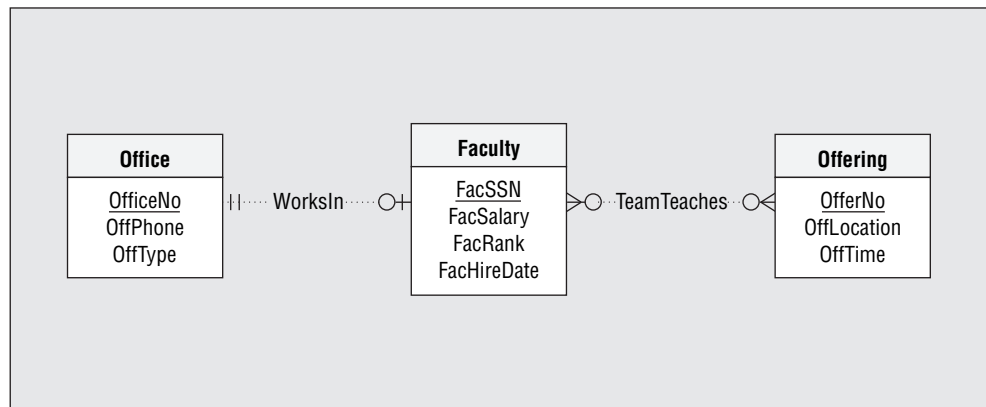 Office
OfficeNo
OffPhone
OffType
WorksIn
Faculty
FacSSN
FacSalary
FacRank
FacHireDate
TeamTeaches
Offering
OfferNo
OffLocation
OffTime